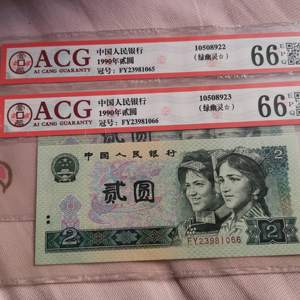 ACG
AI CANG GUARANTY
中国人民银行
1990年贰圆
冠号：FY23981065
10508922
（绿幽灵☆）
66 EPQ
ACG
AI CANG GUARANTY
中国人民银行
1990年贰圆
冠号：FY23981066
10508923
（绿幽灵☆）
66 EPQ
中国人民银行
贰圆
FY23981066
2
2